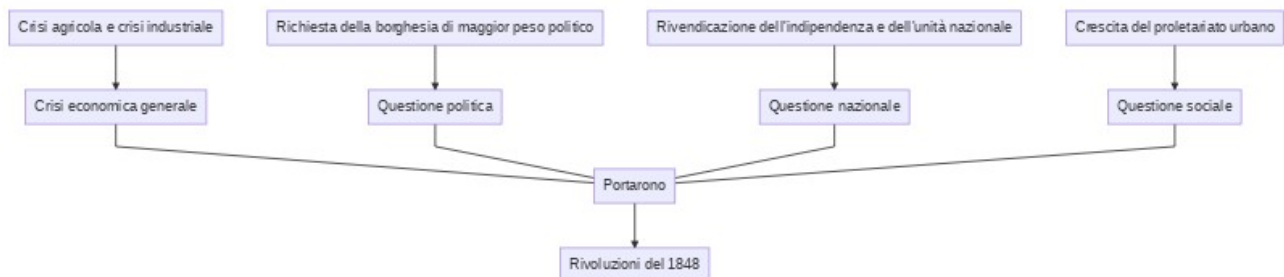 Crisi agricola e crisi industriale
Richiesta della borghesia di maggior peso politico
Rivendicazione dell'indipendenza e dell'unità nazionale
Crescita del proletariato urbano
Crisi economica generale
Questione politica
Questione nazionale
Questione sociale
Portarono
Rivoluzioni del 1848